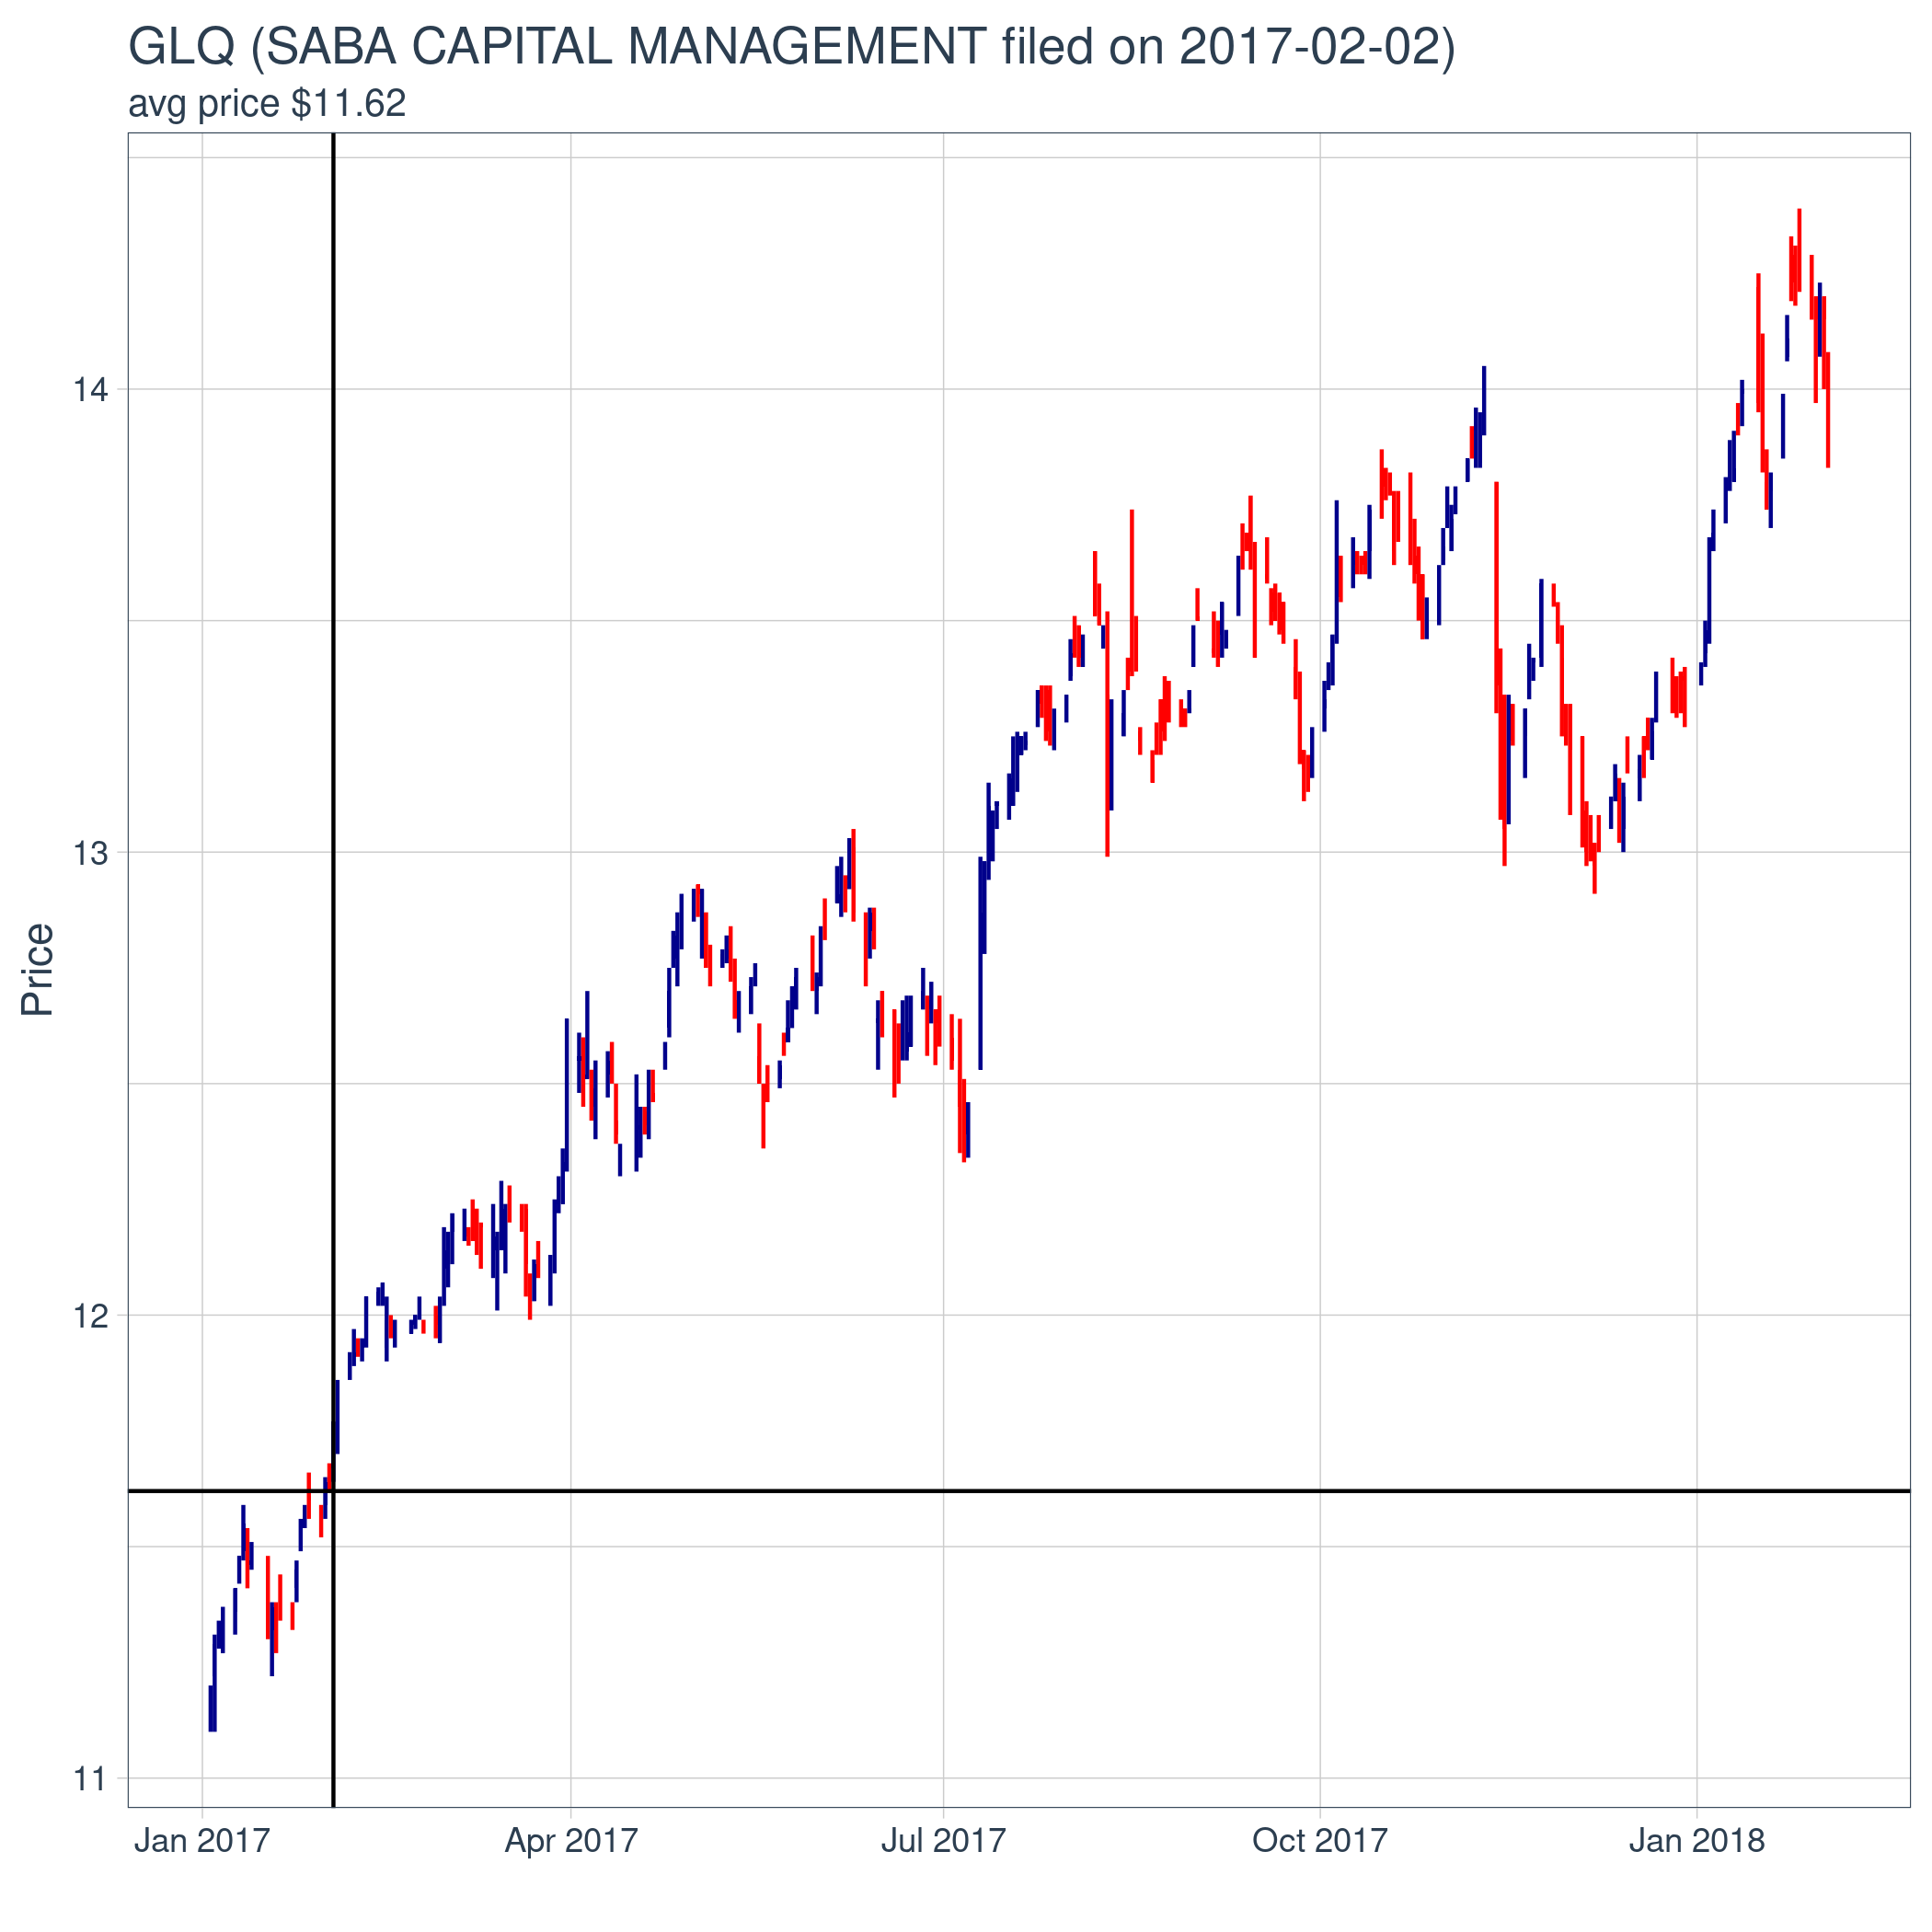 GLQ (SABA CAPITAL MANAGEMENT filed on 2017-02-02)
avg price $11.62
Price
14
13
12
11
Jan 2017
Apr 2017
Jul 2017
Oct 2017
Jan 2018